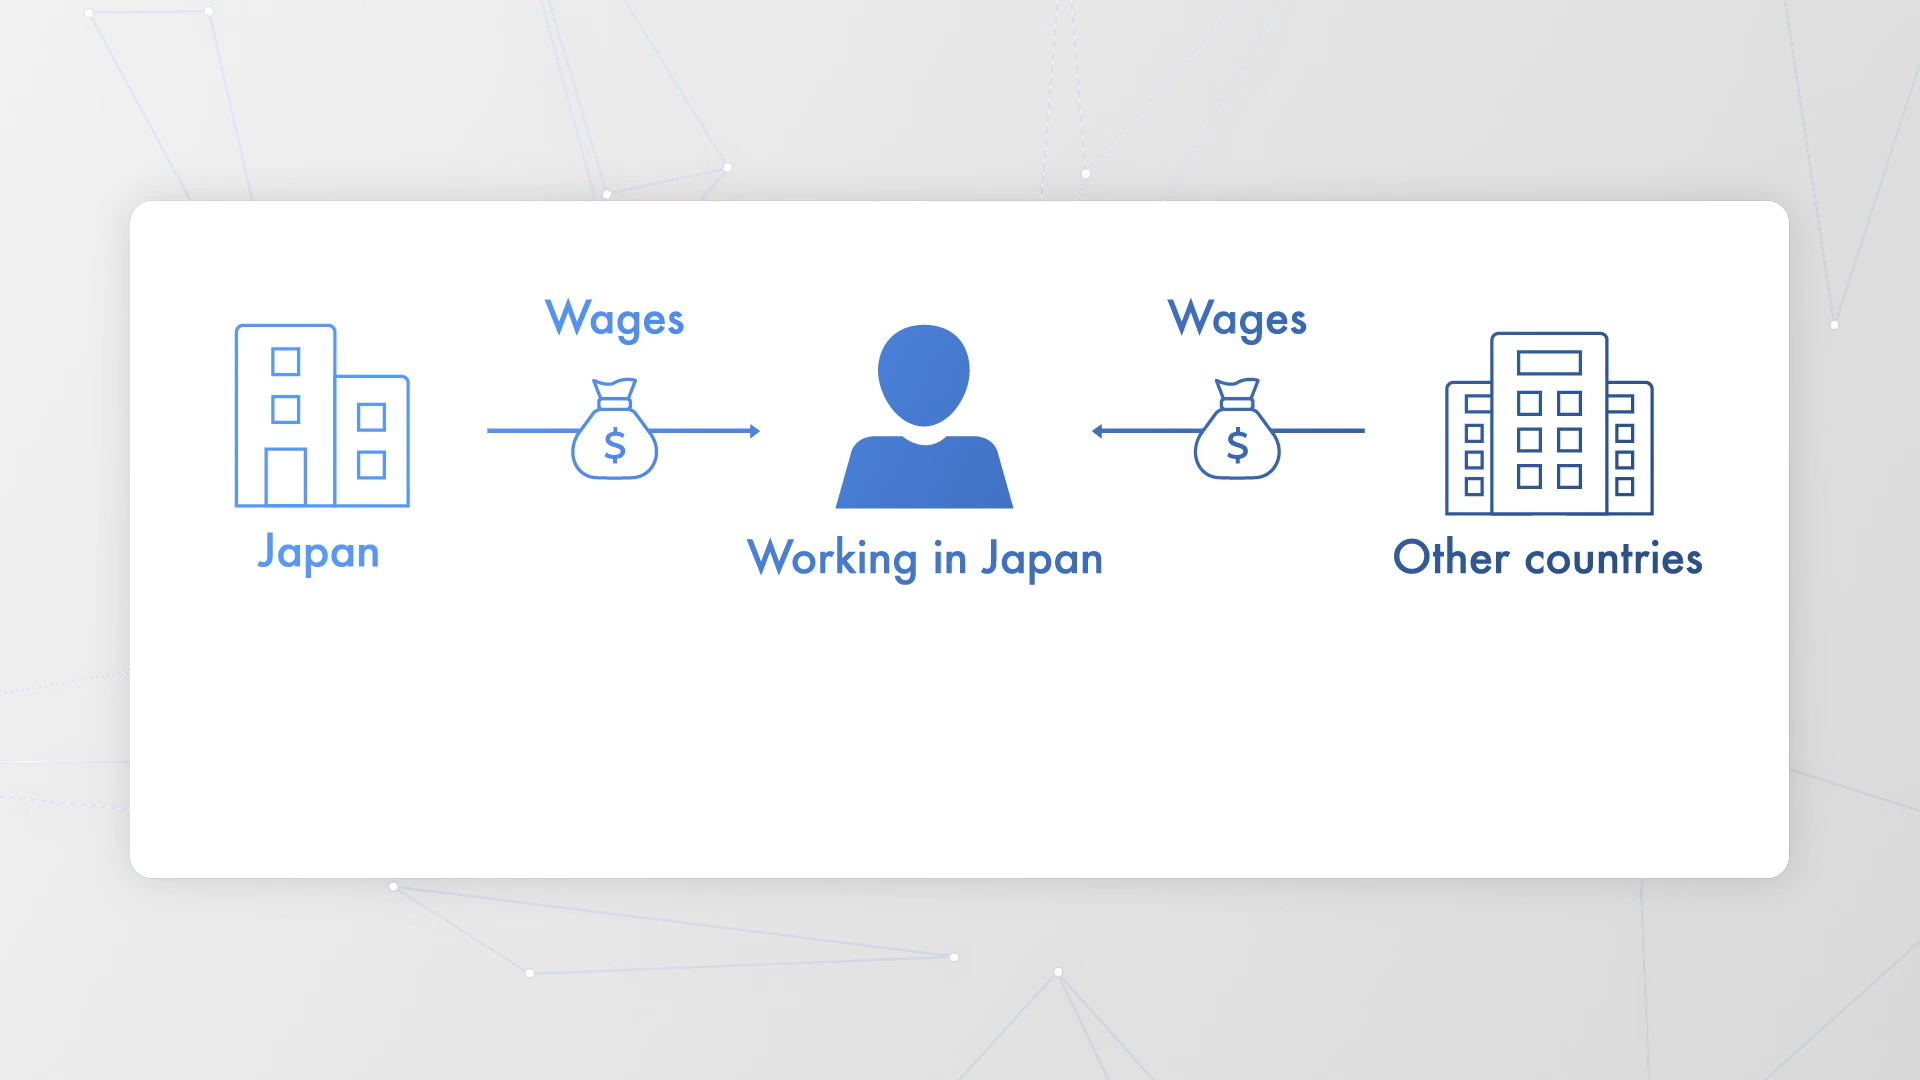 Wages
Wages
$
$
Japan
Working in Japan
Other countries